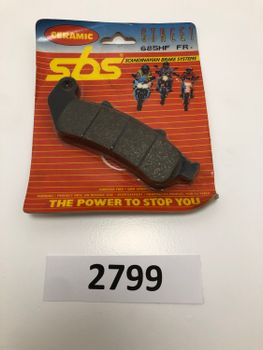 CERAMIC
STREET
685HF FR.
sbs
SCANDINAVIAN BRAKE SYSTEMS
THE POWER TO STOP YOU
2799